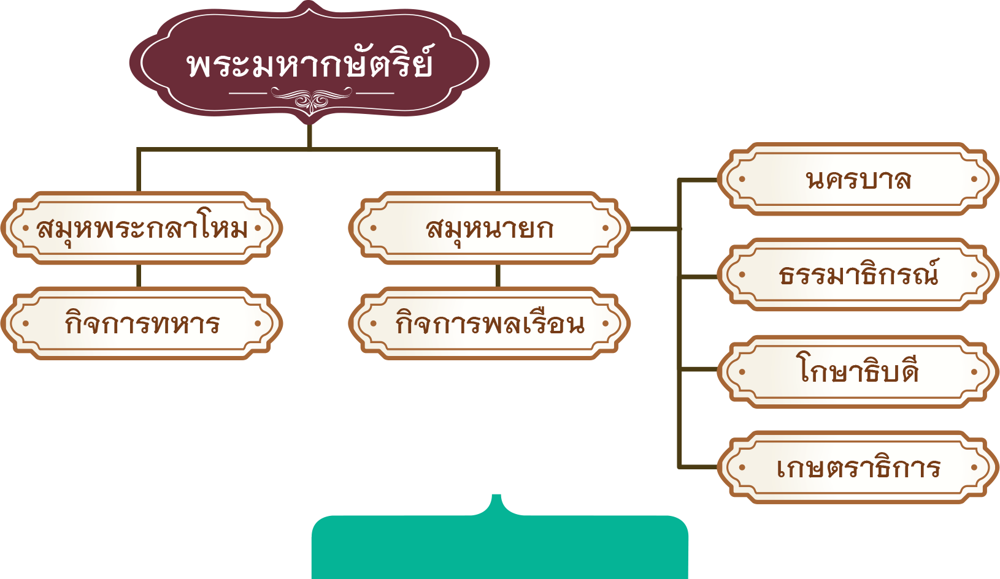 พระมหากษัตริย์
สมุหพระกลาโหม
สมุหนายก
กิจการทหาร
กิจการพลเรือน
นครบาล
ธรรมาธิกรณ์
โกษาธิบดี
เกษตราธิการ